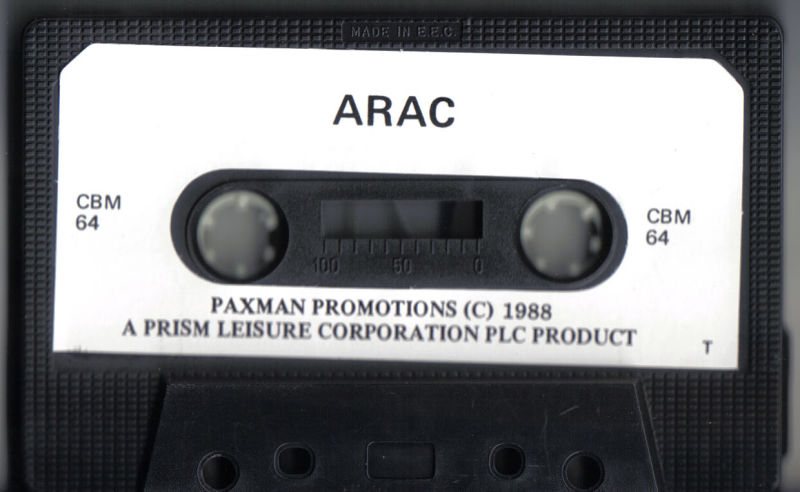 MADE IN E.E.C.
ARAC
CBM
64
CBM
64
100 50 0
PAXMAN PROMOTIONS (C) 1988
A PRISM LEISURE CORPORATION PLC PRODUCT
T